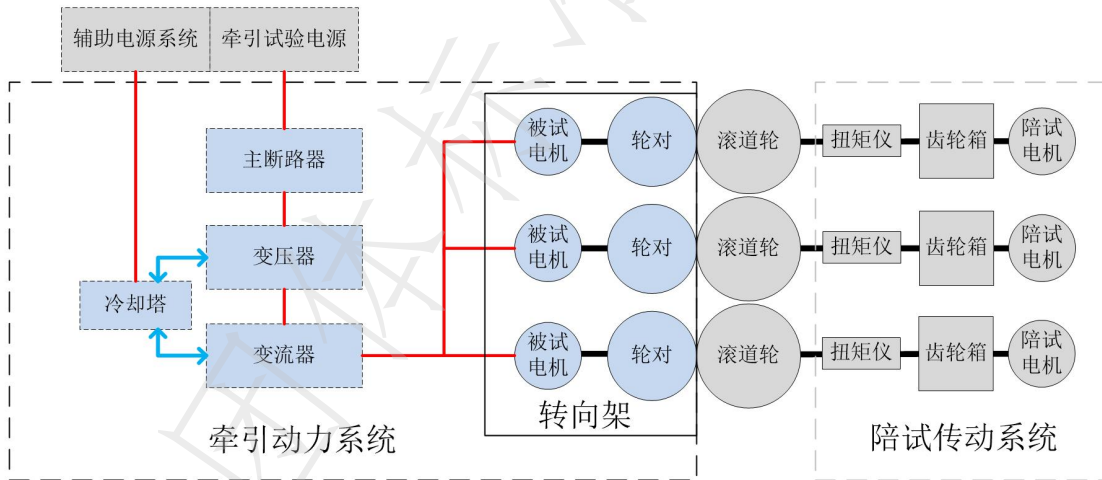 辅助电源系统
牵引试验电源
主断路器
变压器
冷却塔
变流器
牵引动力系统
被试
电机
轮对
滚道轮
扭矩仪
齿轮箱
陪试
电机
被试
电机
轮对
滚道轮
扭矩仪
齿轮箱
陪试
电机
被试
电机
轮对
滚道轮
扭矩仪
齿轮箱
陪试
电机
转向架
陪试传动系统
团体标准